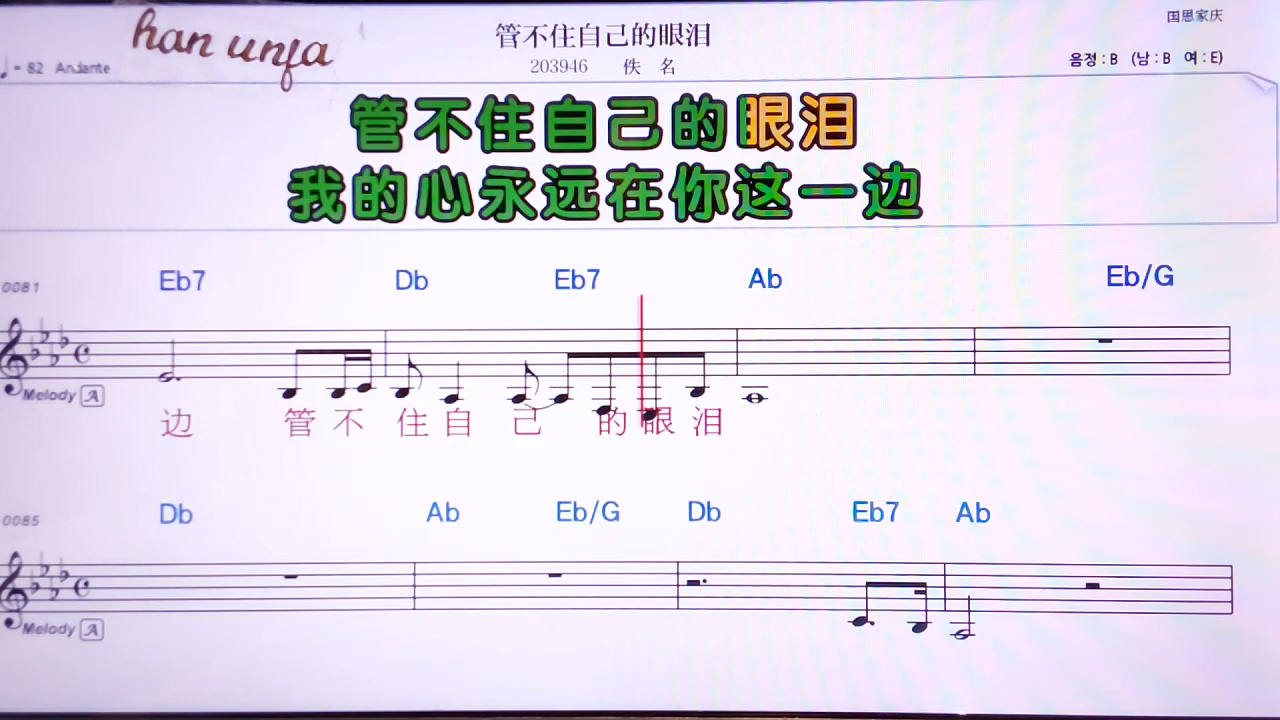 han unfa
管不住自己的眼泪
国恩家庆
♩= 82 Andante
203946 佚 名
음정 : B (남 : B 여 : E)
管不住自己的眼泪
我的心永远在你这一边
0081 Eb7 Db Eb7 Ab Eb/G
Melody A
边 管 不 住 自 己 的 眼 泪
0085 Db Ab Eb/G Db Eb7 Ab
Melody A